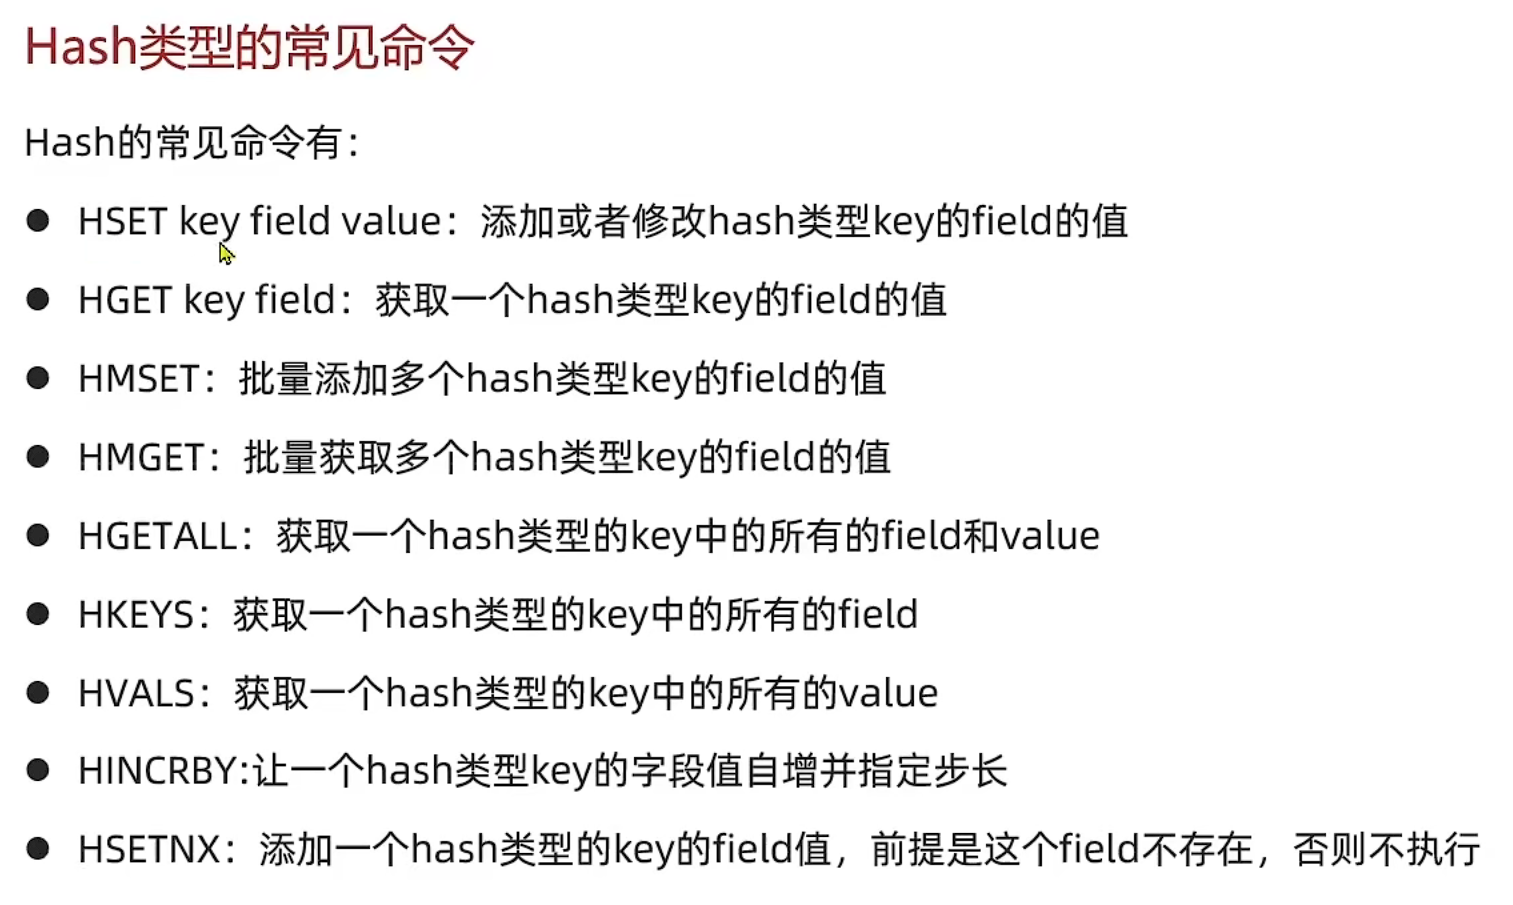 Hash类型的常见命令
Hash的常见命令有：
● HSET key field value：添加或者修改hash类型key的field的值
● HGET key field：获取一个hash类型key的field的值
● HMSET：批量添加多个hash类型key的field的值
● HMGET：批量获取多个hash类型key的field的值
● HGETALL：获取一个hash类型的key中的所有的field和value
● HKEYS：获取一个hash类型的key中的所有的field
● HVALS：获取一个hash类型的key中的所有的value
● HINCRBY:让一个hash类型key的字段值自增并指定步长
● HSETNX：添加一个hash类型的key的field值，前提是这个field不存在，否则不执行